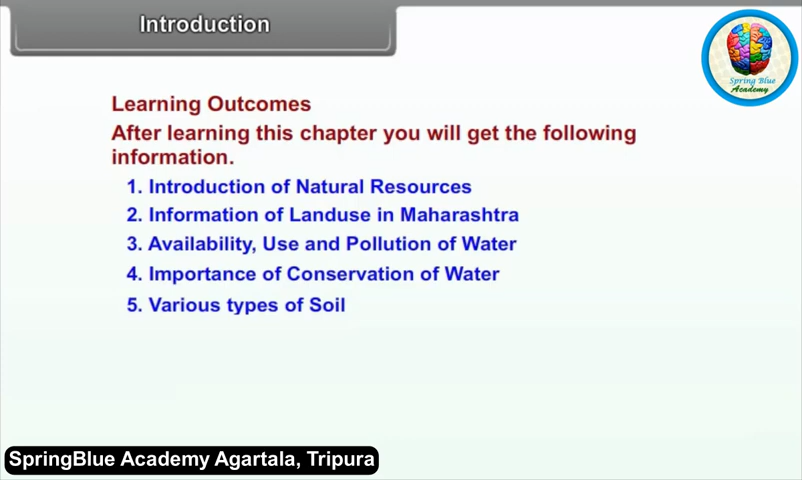 Introduction
Spring Blue
Academy
Learning Outcomes
After learning this chapter you will get the following
information.
1. Introduction of Natural Resources
2. Information of Landuse in Maharashtra
3. Availability, Use and Pollution of Water
4. Importance of Conservation of Water
5. Various types of Soil
SpringBlue Academy Agartala, Tripura